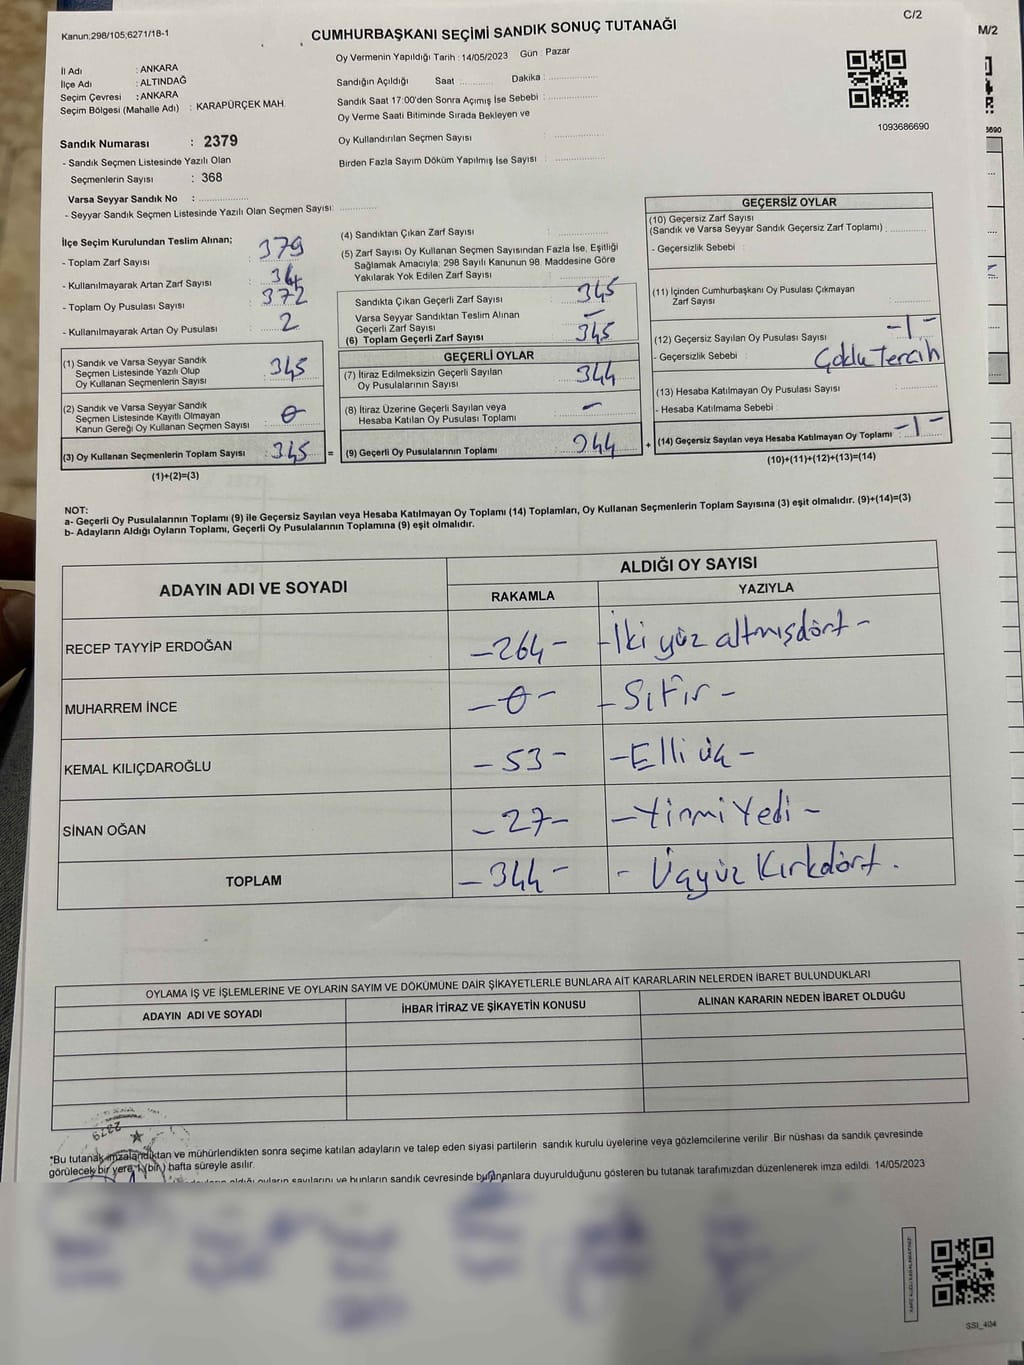 Kanun;298/105;6271/18-1
CUMHURBAŞKANI SEÇİMİ SANDIK SONUÇ TUTANAĞI
C/2
M/2
İl Adı : ANKARA
İlçe Adı : ALTINDAĞ
Seçim Çevresi : ANKARA
Seçim Bölgesi (Mahalle Adı) : KARAPÜRÇEK MAH.
Oy Vermenin Yapıldığı Tarih : 14/05/2023 Gün : Pazar
Sandığın Açıldığı Saat ............ Dakika : ............
Sandık Saat 17:00'den Sonra Açımış İse Sebebi : ............
Oy Verme Saati Bitiminde Sırada Bekleyen ve
Oy Kullandırılan Seçmen Sayısı ............
Birden Fazla Sayım Döküm Yapılmış İse Sayısı : ............
1093686690
Sandık Numarası : 2379
- Sandık Seçmen Listesinde Yazılı Olan
Seçmenlerin Sayısı : 368
Varsa Seyyar Sandık No : ............
- Seyyar Sandık Seçmen Listesinde Yazılı Olan Seçmen Sayısı: ............
İlçe Seçim Kurulundan Teslim Alınan;
- Toplam Zarf Sayısı : 379
- Kullanılmayarak Artan Zarf Sayısı : 34
- Toplam Oy Pusulası Sayısı : 372
- Kullanılmayarak Artan Oy Pusulası : 2
(1) Sandık ve Varsa Seyyar Sandık
Seçmen Listesinde Yazılı Olup
Oy Kullanan Seçmenlerin Sayısı : 345
(2) Sandık ve Varsa Seyyar Sandık
Seçmen Listesinde Kayıtlı Olmayan
Kanun Gereği Oy Kullanan Seçmen Sayısı : 0
(3) Oy Kullanan Seçmenlerin Toplam Sayısı : 345 =
(1)+(2)=(3)
(4) Sandıktan Çıkan Zarf Sayısı : ............
(5) Zarf Sayısı Oy Kullanan Seçmen Sayısından Fazla İse, Eşitliği
Sağlamak Amacıyla; 298 Sayılı Kanunun 98. Maddesine Göre
Yakılarak Yok Edilen Zarf Sayısı : ............
Sandıkta Çıkan Geçerli Zarf Sayısı : 345
Varsa Seyyar Sandıktan Teslim Alınan
Geçerli Zarf Sayısı : –
(6) Toplam Geçerli Zarf Sayısı : 345
GEÇERLİ OYLAR
(7) İtiraz Edilmeksizin Geçerli Sayılan
Oy Pusulalarının Sayısı : 344
(8) İtiraz Üzerine Geçerli Sayılan veya
Hesaba Katılan Oy Pusulası Toplamı : –
(9) Geçerli Oy Pusulalarının Toplamı : 344 +
GEÇERSİZ OYLAR
(10) Geçersiz Zarf Sayısı
(Sandık ve Varsa Seyyar Sandık Geçersiz Zarf Toplamı) : ............
- Geçersizlik Sebebi :
(11) İçinden Cumhurbaşkanı Oy Pusulası Çıkmayan
Zarf Sayısı : ............
(12) Geçersiz Sayılan Oy Pusulası Sayısı : -1-
- Geçersizlik Sebebi : Çoklu Tercih
(13) Hesaba Katılmayan Oy Pusulası Sayısı : ............
- Hesaba Katılmama Sebebi :
(14) Geçersiz Sayılan veya Hesaba Katılmayan Oy Toplamı : -1-
(10)+(11)+(12)+(13)=(14)
NOT:
a- Geçerli Oy Pusulalarının Toplamı (9) ile Geçersiz Sayılan veya Hesaba Katılmayan Oy Toplamı (14) Toplamları, Oy Kullanan Seçmenlerin Toplam Sayısına (3) eşit olmalıdır. (9)+(14)=(3)
b- Adayların Aldığı Oyların Toplamı, Geçerli Oy Pusulalarının Toplamına (9) eşit olmalıdır.
ADAYIN ADI VE SOYADI
ALDIĞI OY SAYISI
RAKAMLA YAZIYLA
RECEP TAYYİP ERDOĞAN -264- -İki yüz altmışdört-
MUHARREM İNCE -0- -Sıfır-
KEMAL KILIÇDAROĞLU -53- -Elli üç-
SİNAN OĞAN -27- -Yirmi Yedi-
TOPLAM -344- - Üçyüz Kırkdört.
OYLAMA İŞ VE İŞLEMLERINE VE OYLARIN SAYIM VE DÖKÜMÜNE DAİR ŞİKAYETLERLE BUNLARA AİT KARARLARIN NELERDEN İBARET BULUNDUKLARI
ADAYIN ADI VE SOYADI İHBAR İTİRAZ VE ŞİKAYETİN KONUSU ALINAN KARARIN NEDEN İBARET OLDUĞU
2379
*Bu tutanak imzalandıktan ve mühürlendikten sonra seçime katılan adayların ve talep eden siyasi partilerin sandık kurulu üyelerine veya gözlemcilerine verilir. Bir nüshası da sandık çevresinde
görülecek bir yere 1 (bir) hafta süreyle asılır.
oyların sayılarını ve bunların sandık çevresinde bulunanlara duyurulduğunu gösteren bu tutanak tarafımızdan düzenlenerek imza edildi. 14/05/2023
SSI_404